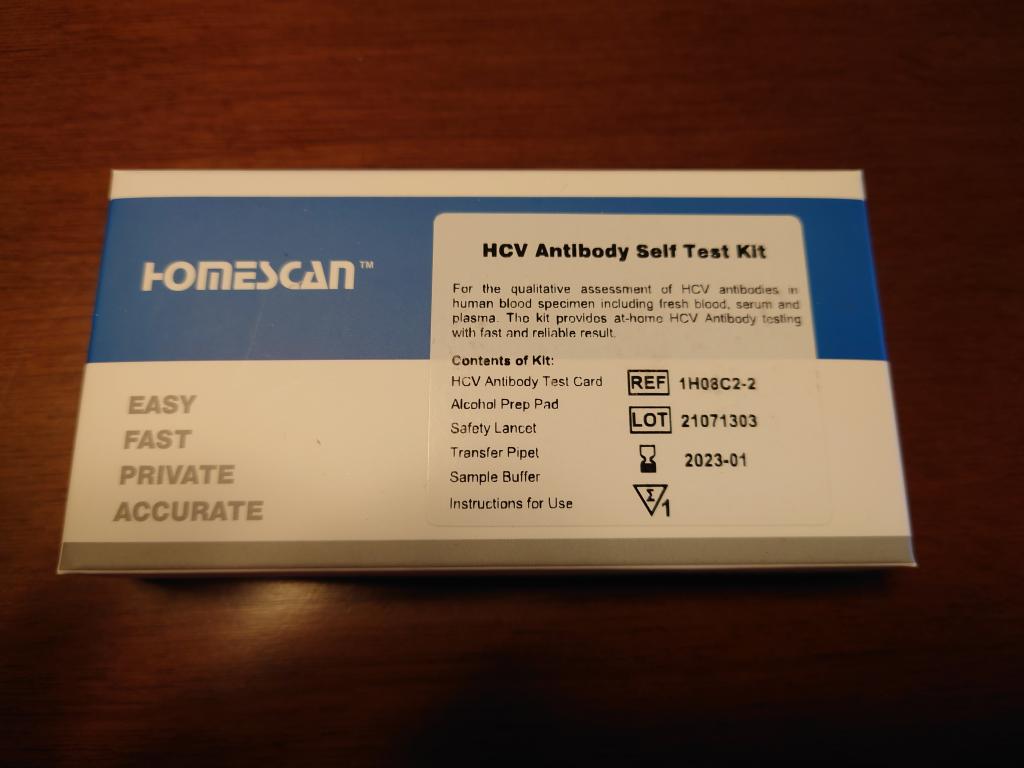 HOMESCAN™
EASY
FAST
PRIVATE
ACCURATE
HCV Antibody Self Test Kit
For the qualitative assessment of HCV antibodies in
human blood specimen including fresh blood, serum and
plasma. The kit provides at-home HCV Antibody testing
with fast and reliable result.
Contents of Kit:
HCV Antibody Test Card
Alcohol Prep Pad
Safety Lancet
Transfer Pipet
Sample Buffer
Instructions for Use
REF 1H08C2-2
LOT 21071303
2023-01
Σ 1